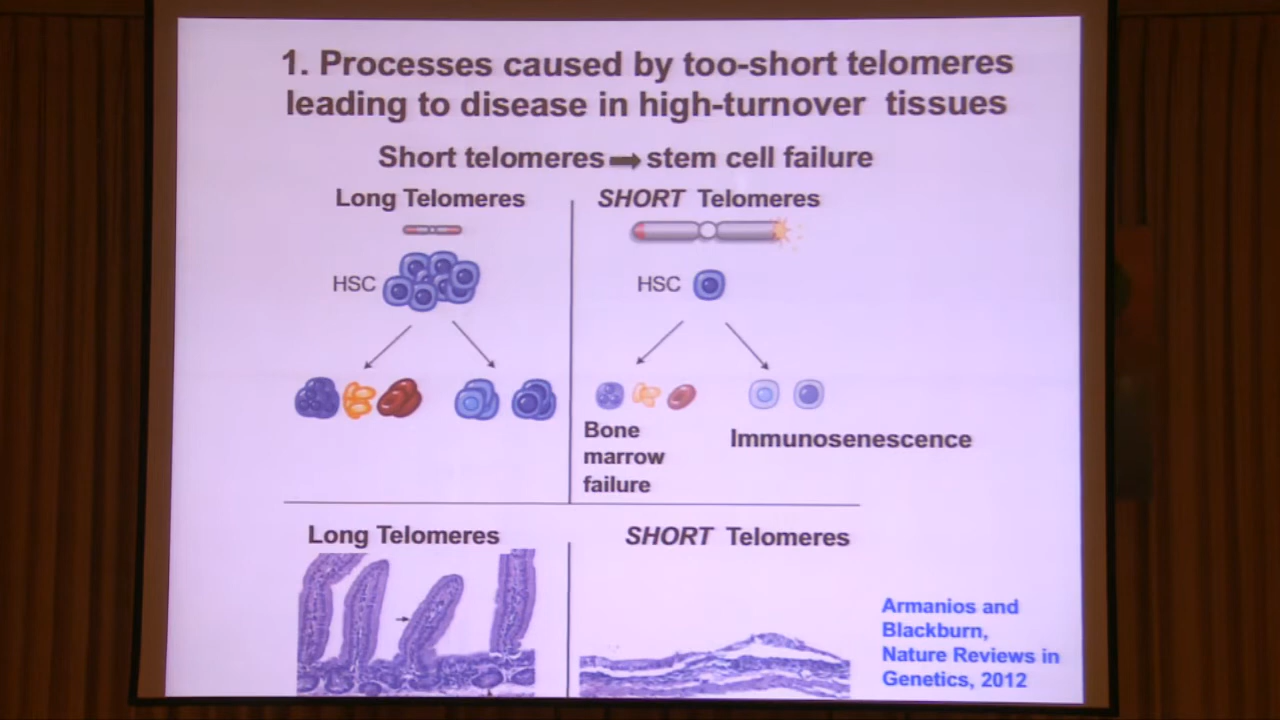 1. Processes caused by too-short telomeres
leading to disease in high-turnover tissues
Short telomeres ➡ stem cell failure
Long Telomeres
SHORT Telomeres
HSC
HSC
Bone
marrow
failure
Immunosenescence
Long Telomeres
SHORT Telomeres
Armanios and
Blackburn,
Nature Reviews in
Genetics, 2012